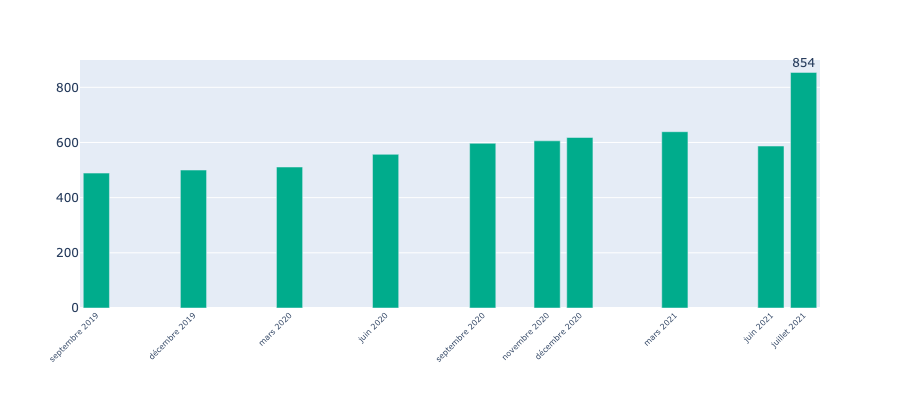 854
800
600
400
200
0
septembre 2019
décembre 2019
mars 2020
juin 2020
septembre 2020
novembre 2020
décembre 2020
mars 2021
juin 2021
juillet 2021